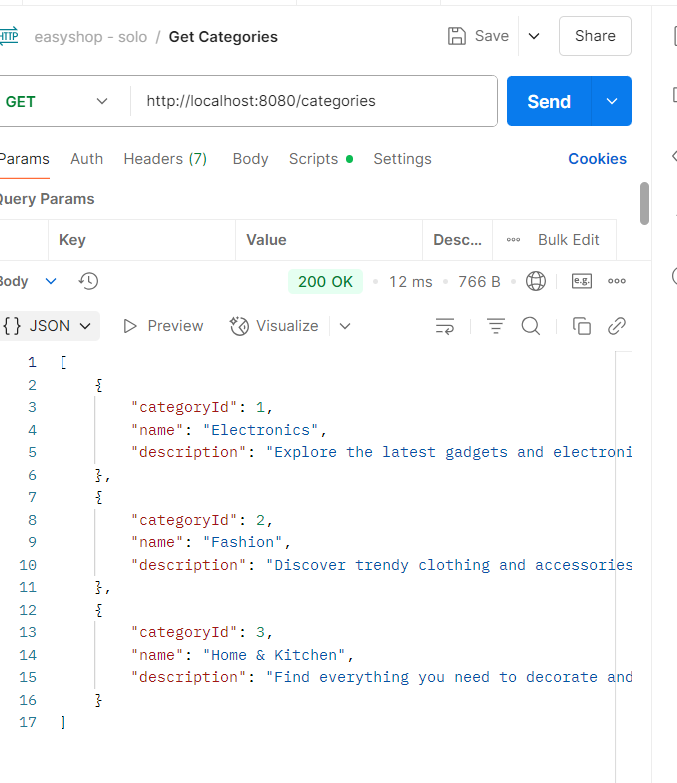 HTTP easyshop - solo / Get Categories Save Share
GET http://localhost:8080/categories Send
Params Auth Headers (7) Body Scripts Settings Cookies
Query Params
Key Value Desc... Bulk Edit
Body 200 OK 12 ms 766 B e.g.
{} JSON Preview Visualize
1 [
2 {
3 "categoryId": 1,
4 "name": "Electronics",
5 "description": "Explore the latest gadgets and electroni
6 },
7 {
8 "categoryId": 2,
9 "name": "Fashion",
10 "description": "Discover trendy clothing and accessories
11 },
12 {
13 "categoryId": 3,
14 "name": "Home & Kitchen",
15 "description": "Find everything you need to decorate and
16 }
17 ]